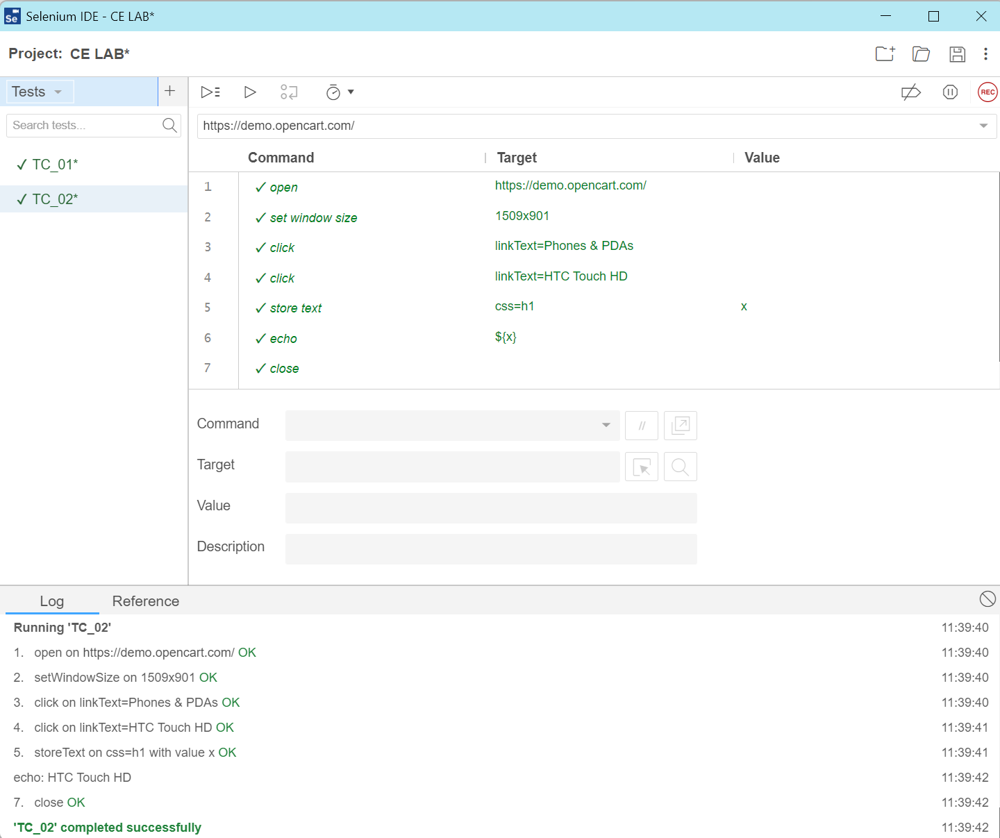 Se Selenium IDE - CE LAB*
Project: CE LAB*
Tests
REC
Search tests...
https://demo.opencart.com/
Command Target Value
✓ TC_01*
✓ TC_02*
1 ✓ open https://demo.opencart.com/
2 ✓ set window size 1509x901
3 ✓ click linkText=Phones & PDAs
4 ✓ click linkText=HTC Touch HD
5 ✓ store text css=h1 x
6 ✓ echo ${x}
7 ✓ close
Command //
Target
Value
Description
Log Reference
Running 'TC_02' 11:39:40
1. open on https://demo.opencart.com/ OK 11:39:40
2. setWindowSize on 1509x901 OK 11:39:40
3. click on linkText=Phones & PDAs OK 11:39:40
4. click on linkText=HTC Touch HD OK 11:39:41
5. storeText on css=h1 with value x OK 11:39:41
echo: HTC Touch HD 11:39:42
7. close OK 11:39:42
'TC_02' completed successfully 11:39:42